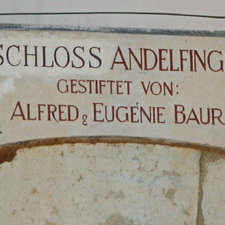 SCHLOSS ANDELFING
GESTIFTET VON:
ALFRED & EUGÉNIE BAUR